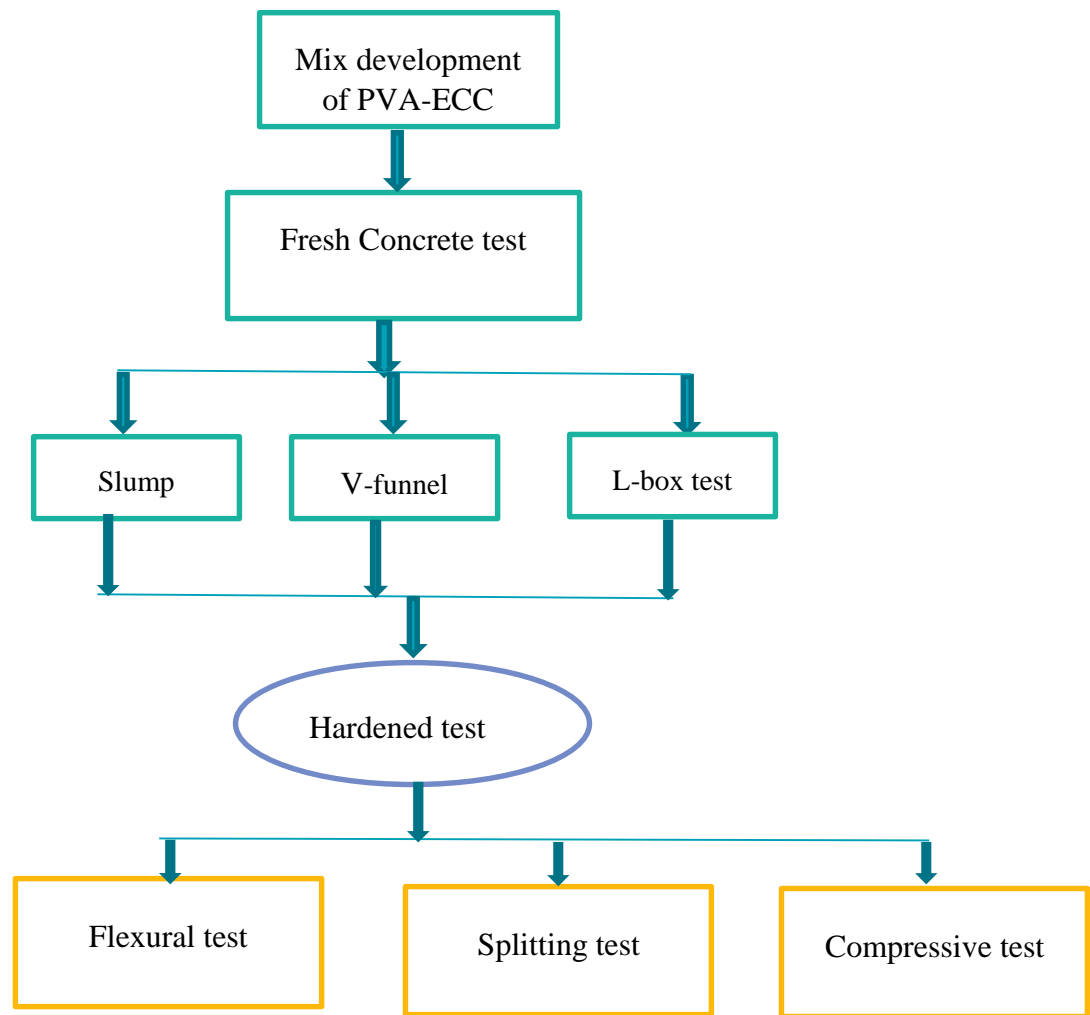 Mix development
of PVA-ECC
Fresh Concrete test
Slump
V-funnel
L-box test
Hardened test
Flexural test
Splitting test
Compressive test